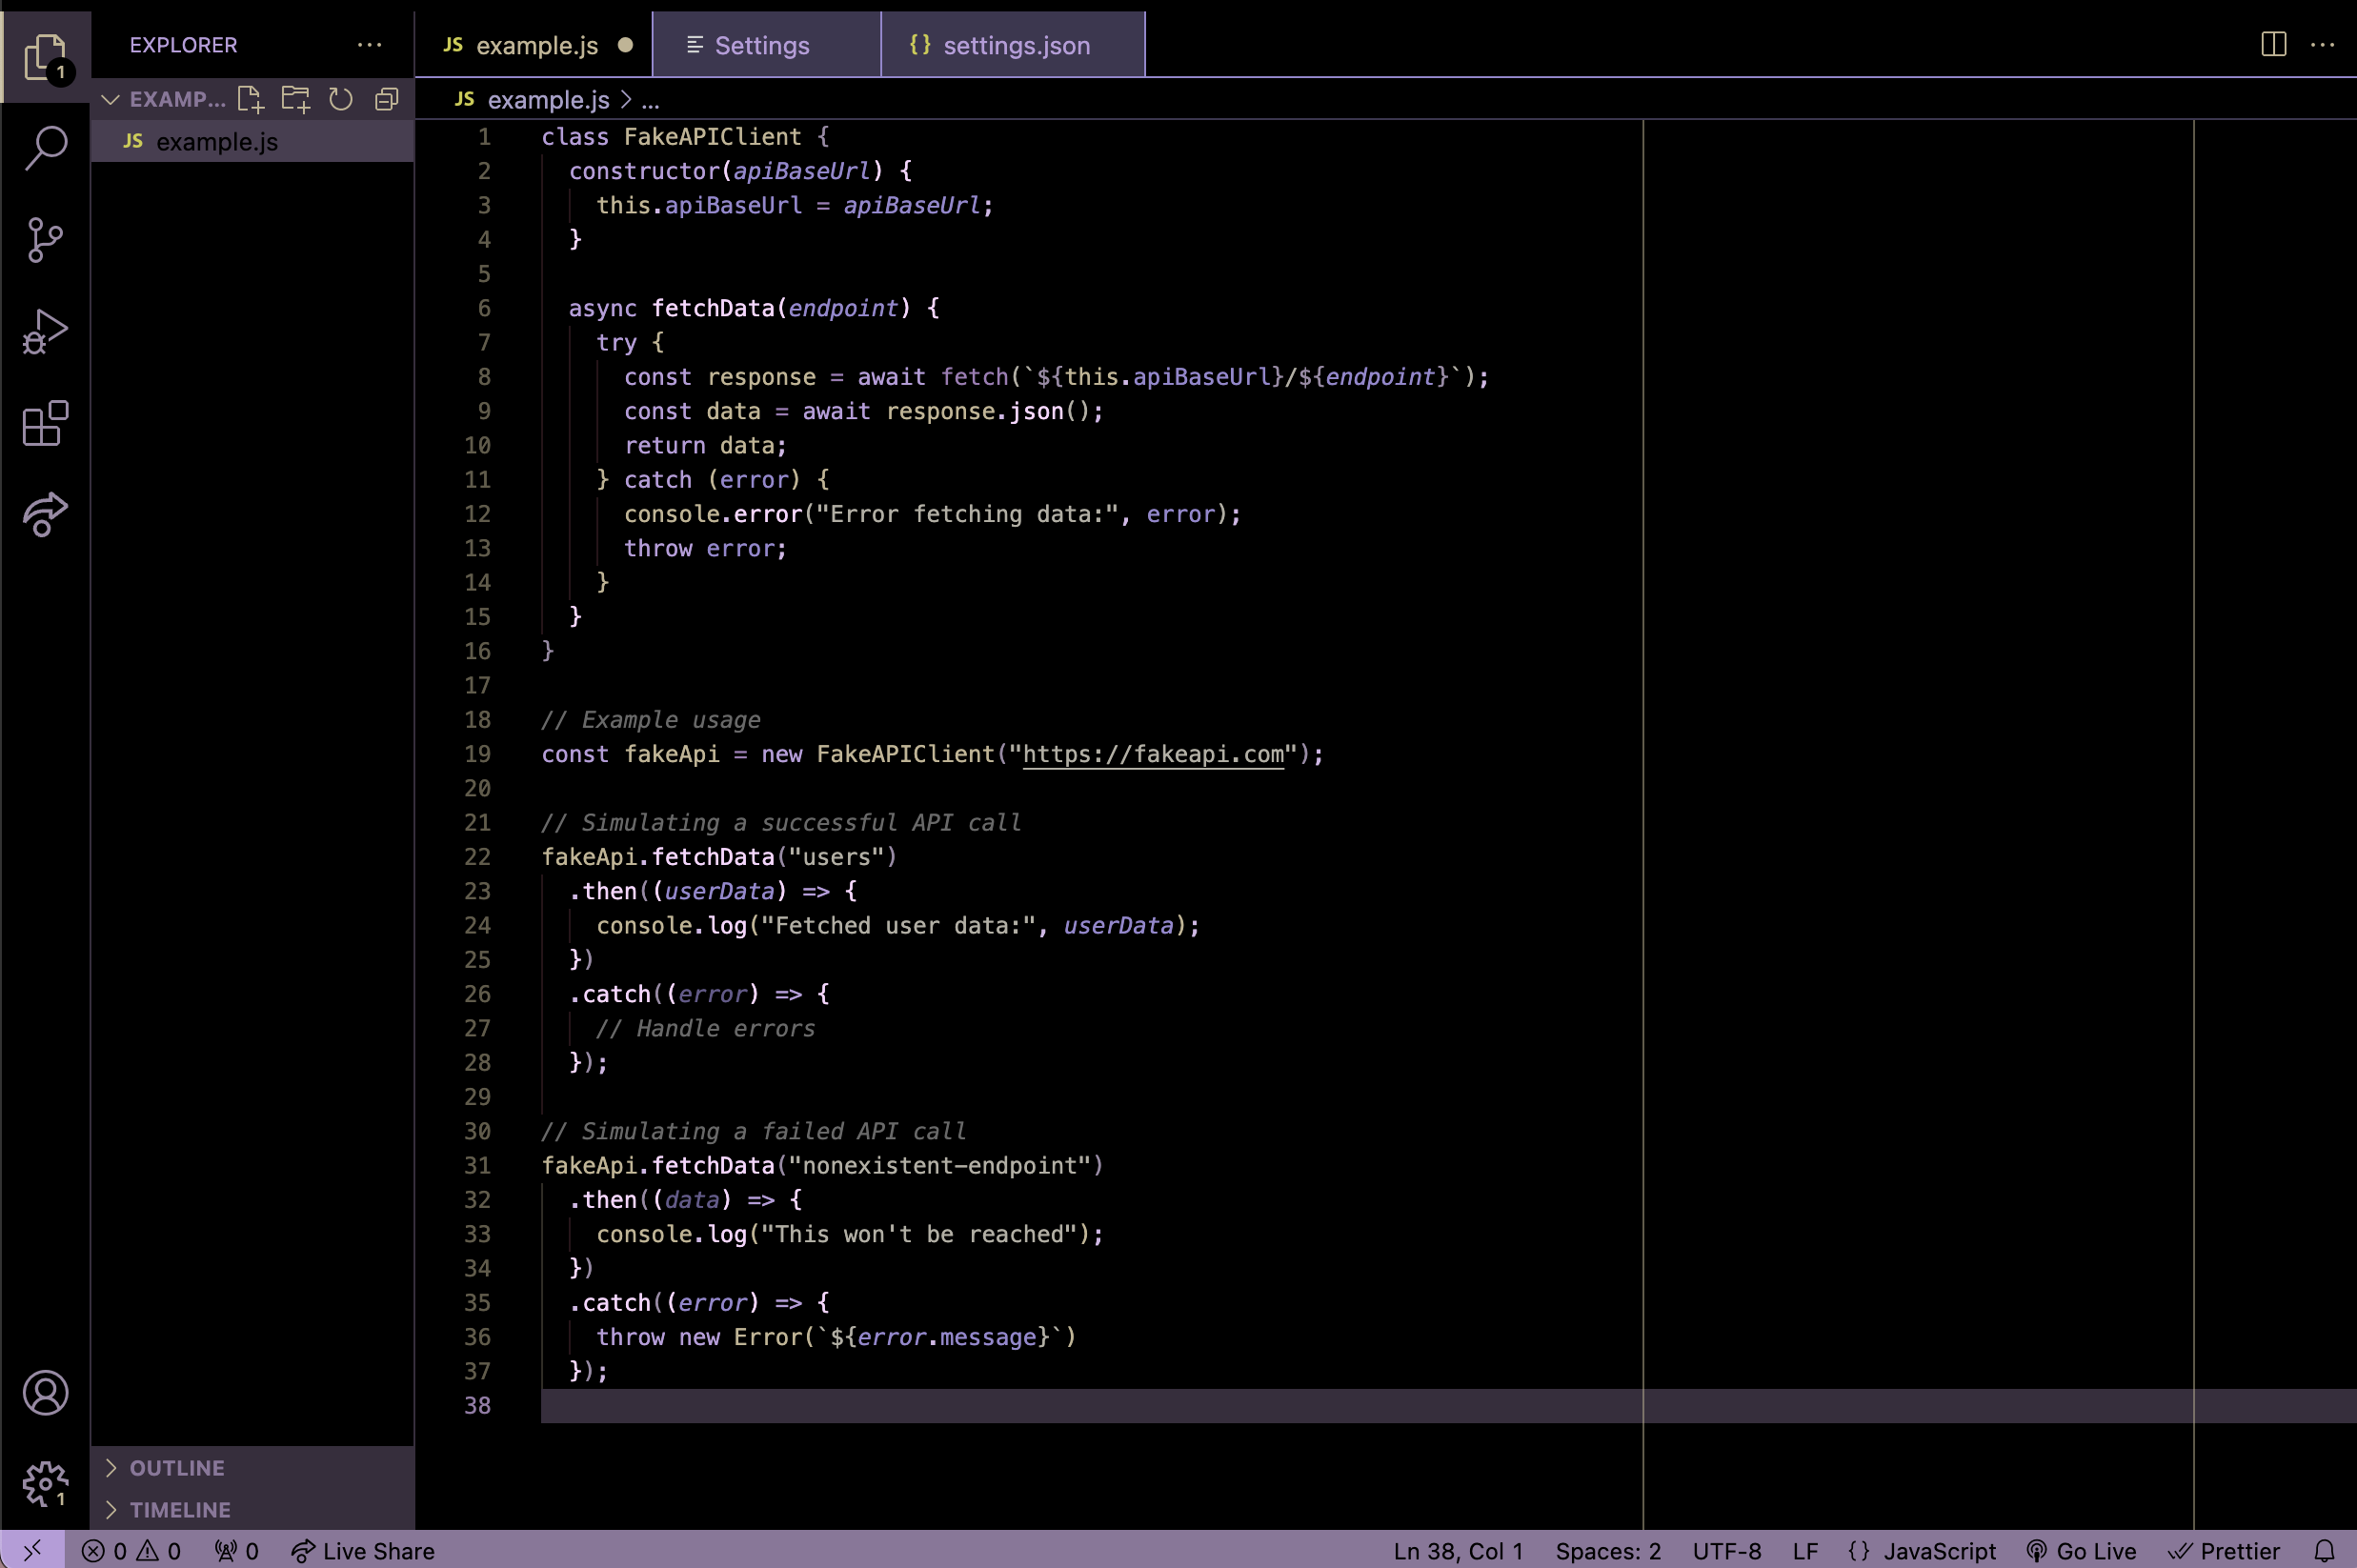 EXPLORER
EXAMP...
JS example.js
OUTLINE
TIMELINE
1
1
JS example.js
Settings
{} settings.json
JS example.js > ...
1 class FakeAPIClient {
2   constructor(apiBaseUrl) {
3     this.apiBaseUrl = apiBaseUrl;
4   }
5
6   async fetchData(endpoint) {
7     try {
8       const response = await fetch(`${this.apiBaseUrl}/${endpoint}`);
9       const data = await response.json();
10       return data;
11     } catch (error) {
12       console.error("Error fetching data:", error);
13       throw error;
14     }
15   }
16 }
17
18 // Example usage
19 const fakeApi = new FakeAPIClient("https://fakeapi.com");
20
21 // Simulating a successful API call
22 fakeApi.fetchData("users")
23   .then((userData) => {
24     console.log("Fetched user data:", userData);
25   })
26   .catch((error) => {
27     // Handle errors
28   });
29
30 // Simulating a failed API call
31 fakeApi.fetchData("nonexistent-endpoint")
32   .then((data) => {
33     console.log("This won't be reached");
34   })
35   .catch((error) => {
36     throw new Error(`${error.message}`)
37   });
38
0 0 0 Live Share
Ln 38, Col 1 Spaces: 2 UTF-8 LF {} JavaScript Go Live Prettier